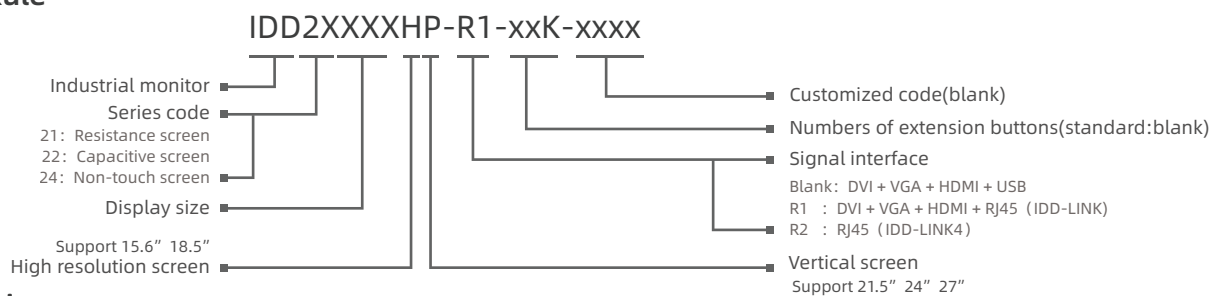 IDD2XXXXHP-R1-xxK-xxxx
Industrial monitor
Series code
21: Resistance screen
22: Capacitive screen
24: Non-touch screen
Display size
Support 15.6” 18.5”
High resolution screen
Customized code(blank)
Numbers of extension buttons(standard:blank)
Signal interface
Blank: DVI + VGA + HDMI + USB
R1 : DVI + VGA + HDMI + RJ45 (IDD-LINK)
R2 : RJ45 (IDD-LINK4)
Vertical screen
Support 21.5” 24” 27”